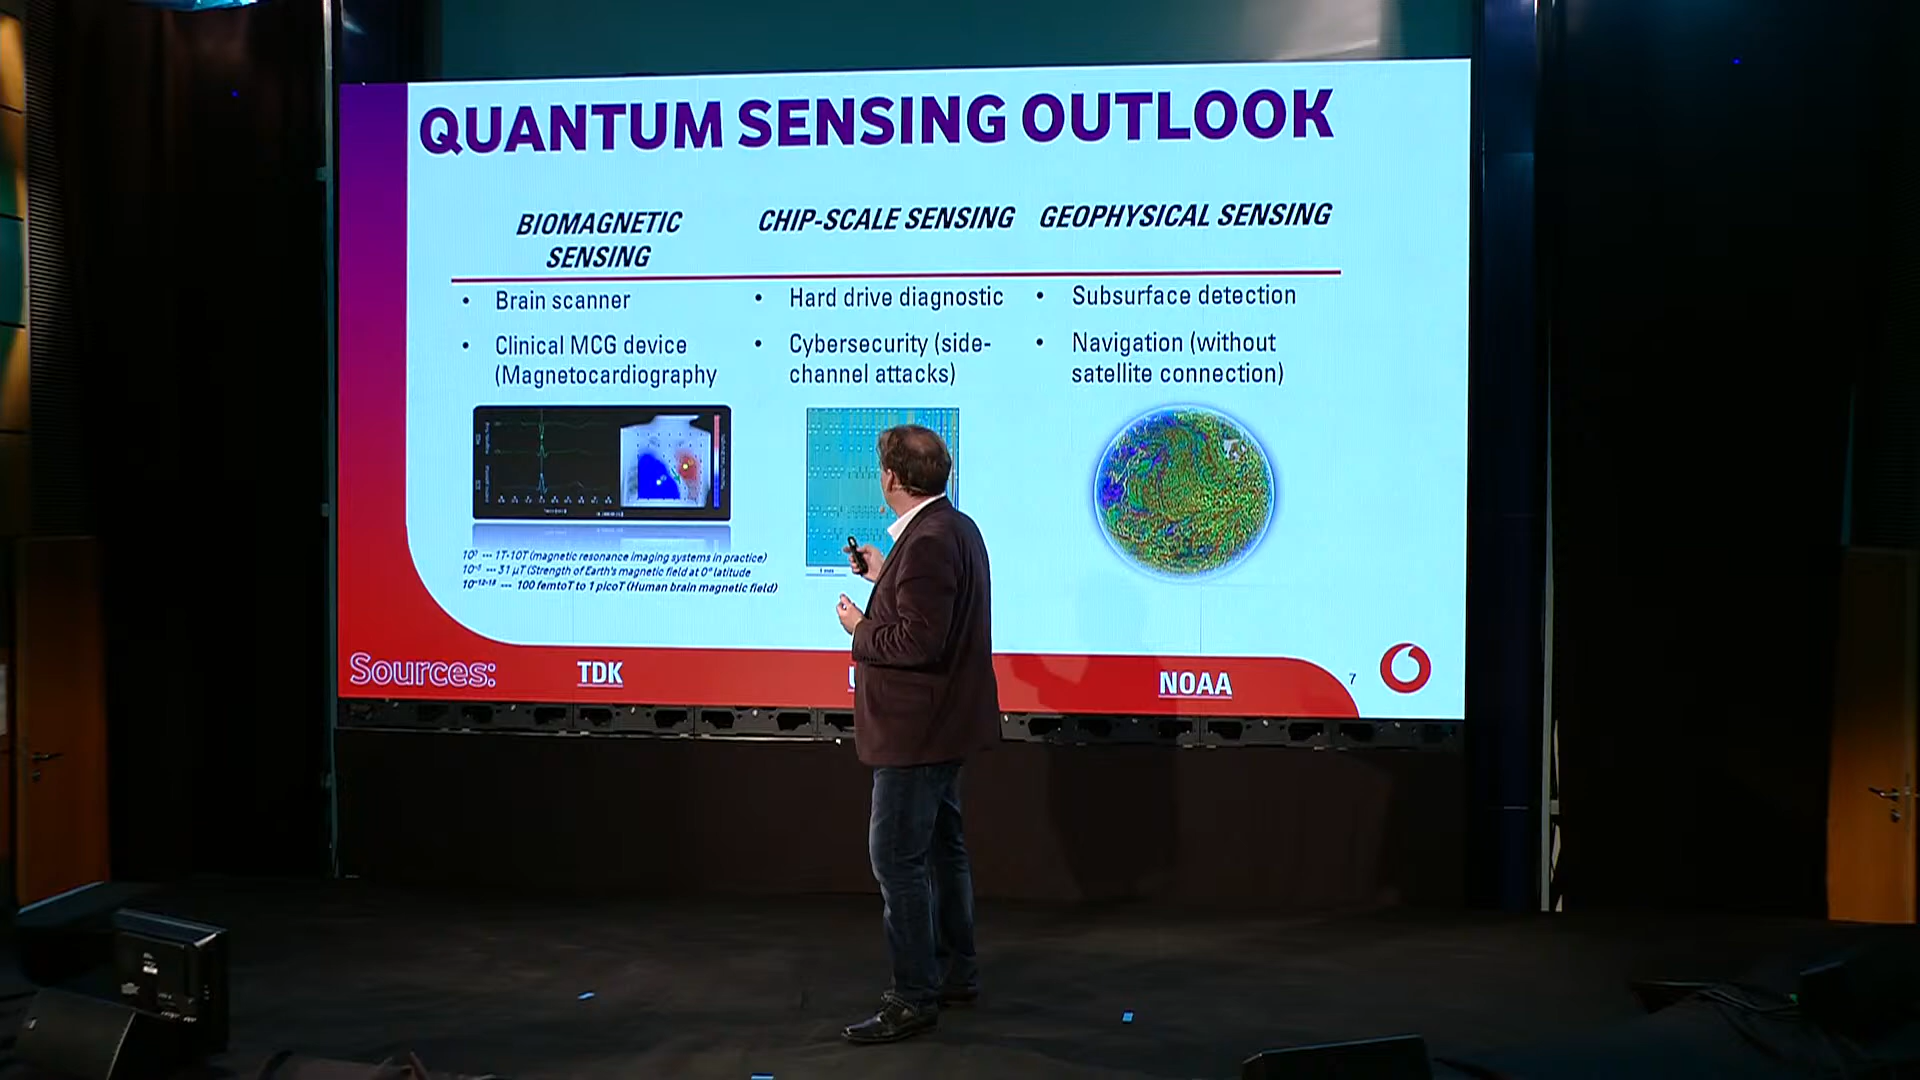 QUANTUM SENSING OUTLOOK
BIOMAGNETIC
SENSING
• Brain scanner
• Clinical MCG device
(Magnetocardiography
CHIP-SCALE SENSING
• Hard drive diagnostic
• Cybersecurity (side-
channel attacks)
GEOPHYSICAL SENSING
• Subsurface detection
• Navigation (without
satellite connection)
--- 1T-10T (magnetic resonance imaging systems in practice)
--- 31 µT (Strength of Earth's magnetic field at 0° latitude
--- 100 femtoT to 1 picoT (Human brain magnetic field)
1 mm
Sources:
TDK
NOAA
7